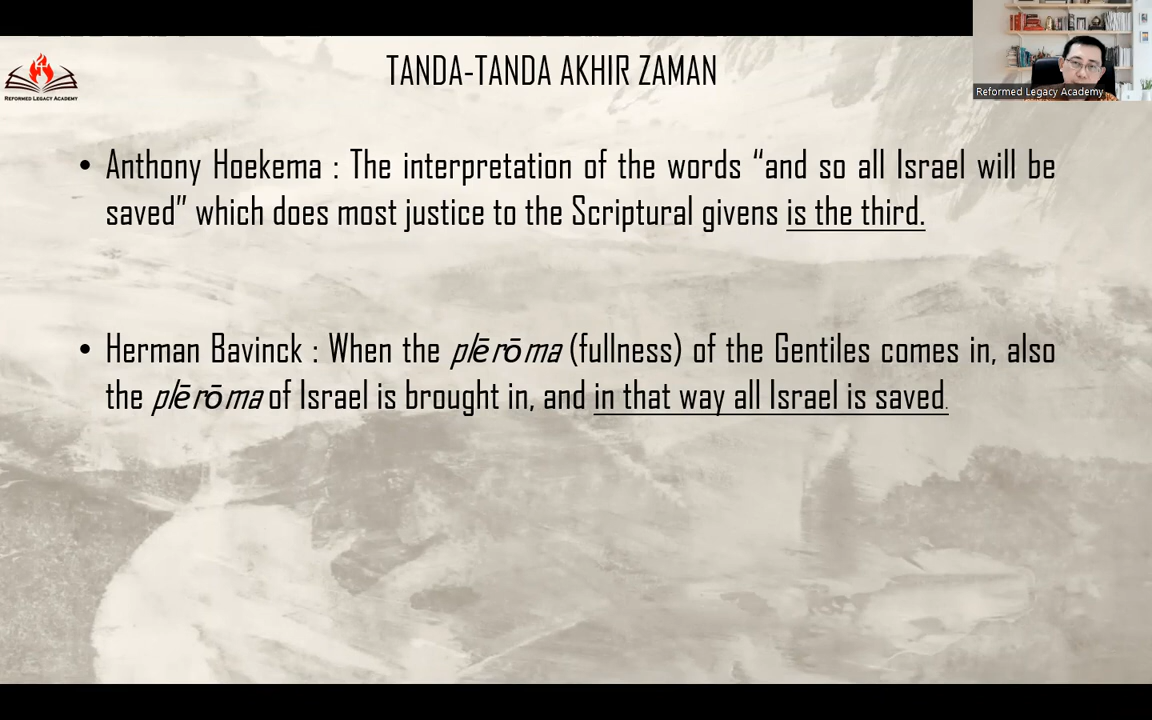 TANDA-TANDA AKHIR ZAMAN
REFORMED LEGACY ACADEMY
Reformed Legacy Academy
• Anthony Hoekema : The interpretation of the words “and so all Israel will be
saved” which does most justice to the Scriptural givens is the third.
• Herman Bavinck : When the plērōma (fullness) of the Gentiles comes in, also
the plērōma of Israel is brought in, and in that way all Israel is saved.